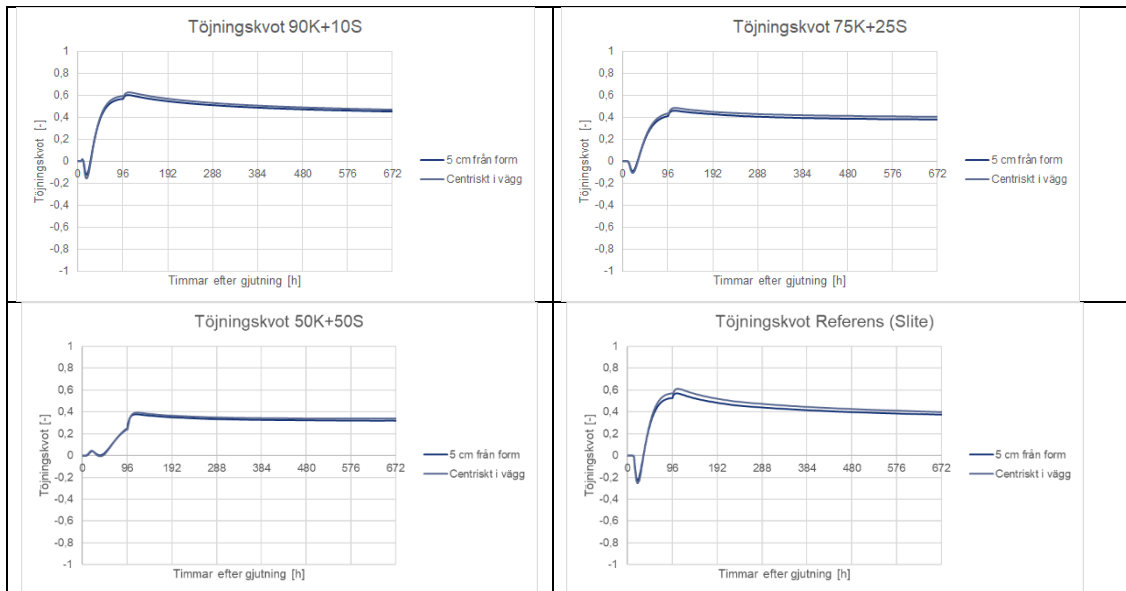 Töjningskvot 90K+10S
Töjningskvot [-]
1
0,8
0,6
0,4
0,2
0
-0,2
-0,4
-0,6
-0,8
-1
0 96 192 288 384 480 576 672
Timmar efter gjutning [h]
5 cm från form
Centriskt i vägg
Töjningskvot 75K+25S
Töjningskvot [-]
1
0,8
0,6
0,4
0,2
0
-0,2
-0,4
-0,6
-0,8
-1
0 96 192 288 384 480 576 672
Timmar efter gjutning [h]
5 cm från form
Centriskt i vägg
Töjningskvot 50K+50S
Töjningskvot [-]
1
0,8
0,6
0,4
0,2
0
-0,2
-0,4
-0,6
-0,8
-1
0 96 192 288 384 480 576 672
Timmar efter gjutning [h]
5 cm från form
Centriskt i vägg
Töjningskvot Referens (Slite)
Töjningskvot [-]
1
0,8
0,6
0,4
0,2
0
-0,2
-0,4
-0,6
-0,8
-1
0 96 192 288 384 480 576 672
Timmar efter gjutning [h]
5 cm från form
Centriskt i vägg